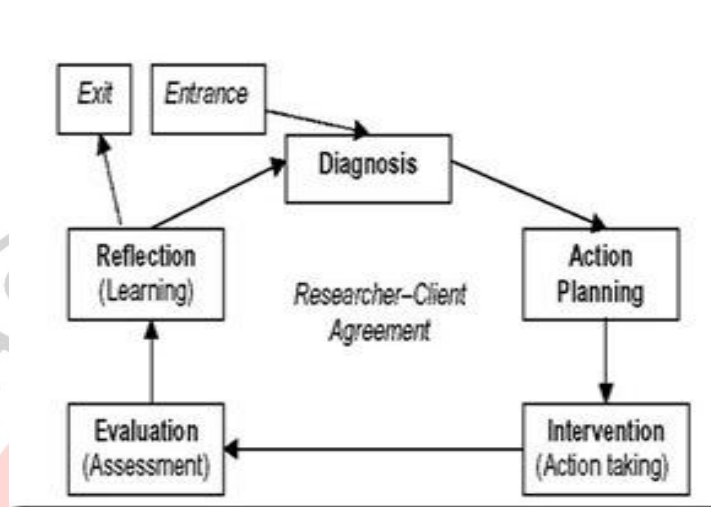 Exit
Entrance
Diagnosis
Reflection
(Learning)
Action
Planning
Researcher–Client
Agreement
Evaluation
(Assessment)
Intervention
(Action taking)